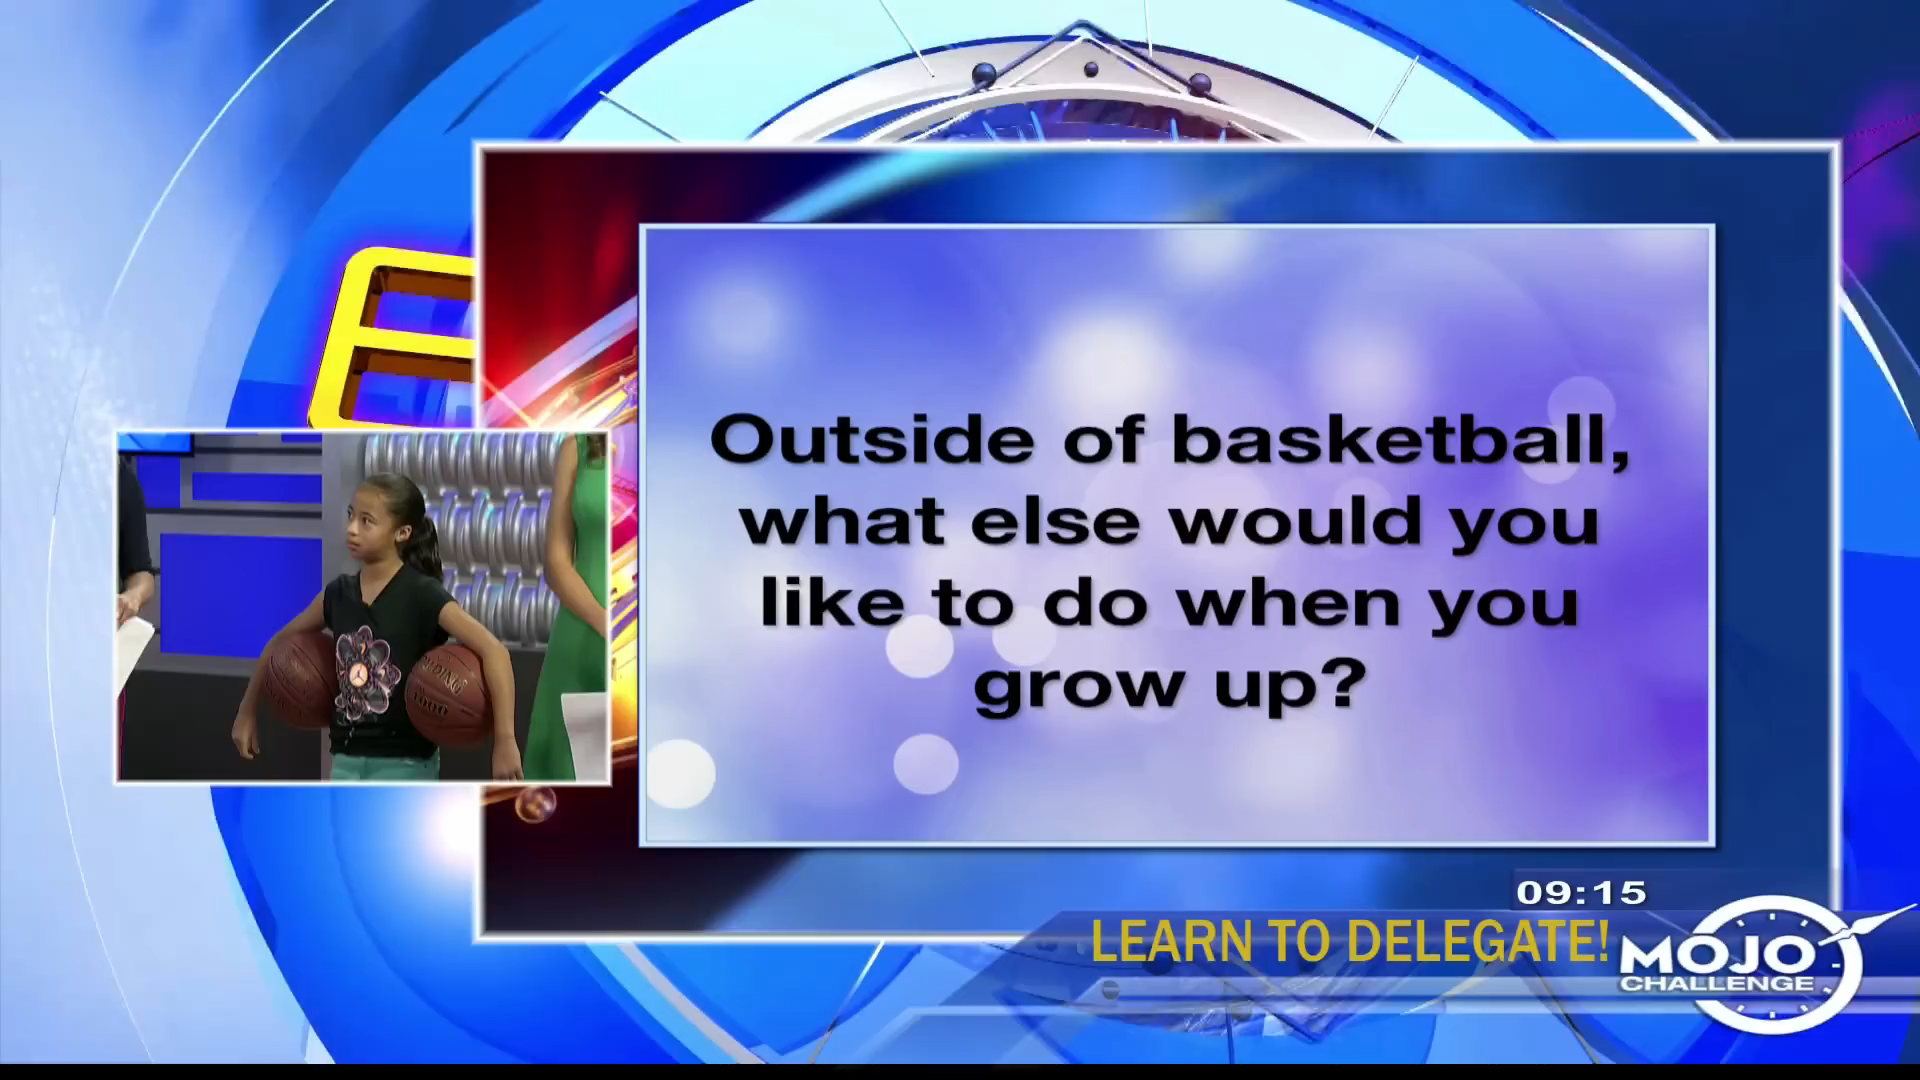 Outside of basketball,
what else would you
like to do when you
grow up?
09:15
LEARN TO DELEGATE!
MOJO
CHALLENGE